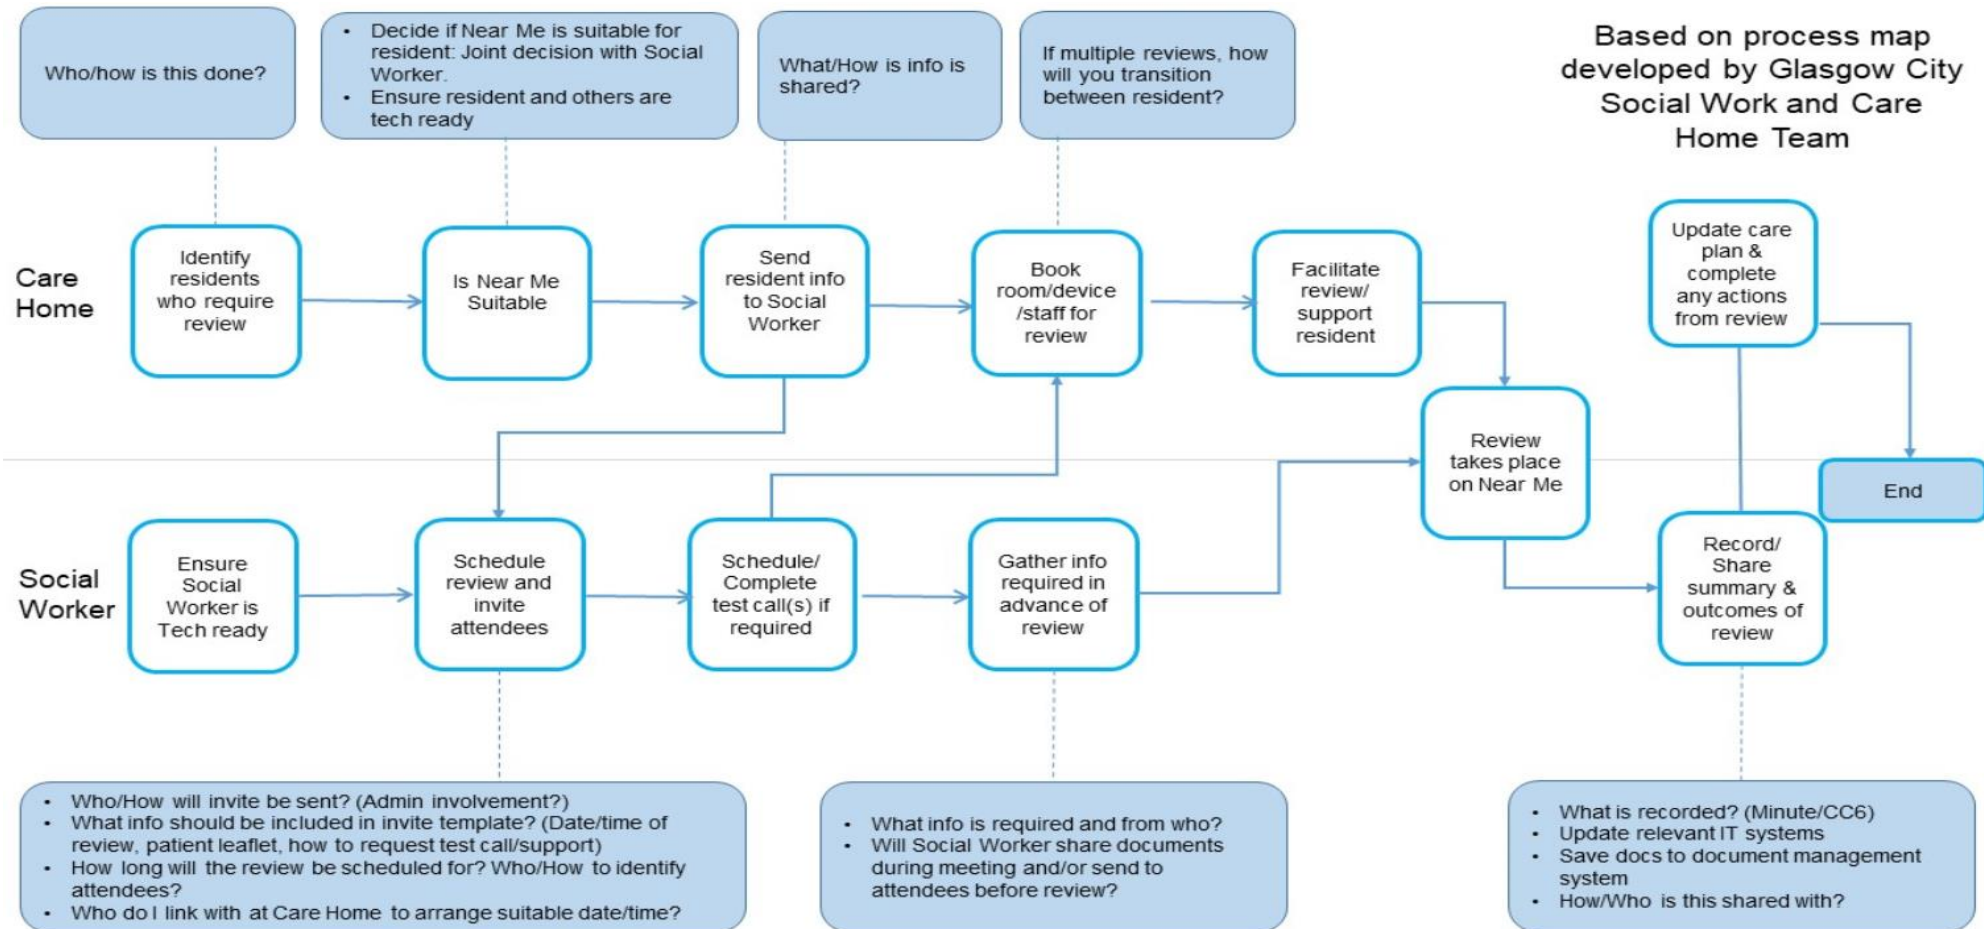 Who/how is this done?
• Decide if Near Me is suitable for
resident: Joint decision with Social
Worker.
• Ensure resident and others are
tech ready
What/How is info is
shared?
If multiple reviews, how
will you transition
between resident?
Based on process map
developed by Glasgow City
Social Work and Care
Home Team
Care
Home
Identify
residents
who require
review
Is Near Me
Suitable
Send
resident info
to Social
Worker
Book
room/device
/staff for
review
Facilitate
review/
support
resident
Update care
plan &
complete
any actions
from review
Review
takes place
on Near Me
End
Social
Worker
Ensure
Social
Worker is
Tech ready
Schedule
review and
invite
attendees
Schedule/
Complete
test call(s) if
required
Gather info
required in
advance of
review
Record/
Share
summary &
outcomes of
review
• Who/How will invite be sent? (Admin involvement?)
• What info should be included in invite template? (Date/time of
review, patient leaflet, how to request test call/support)
• How long will the review be scheduled for? Who/How to identify
attendees?
• Who do I link with at Care Home to arrange suitable date/time?
• What info is required and from who?
• Will Social Worker share documents
during meeting and/or send to
attendees before review?
• What is recorded? (Minute/CC6)
• Update relevant IT systems
• Save docs to document management
system
• How/Who is this shared with?